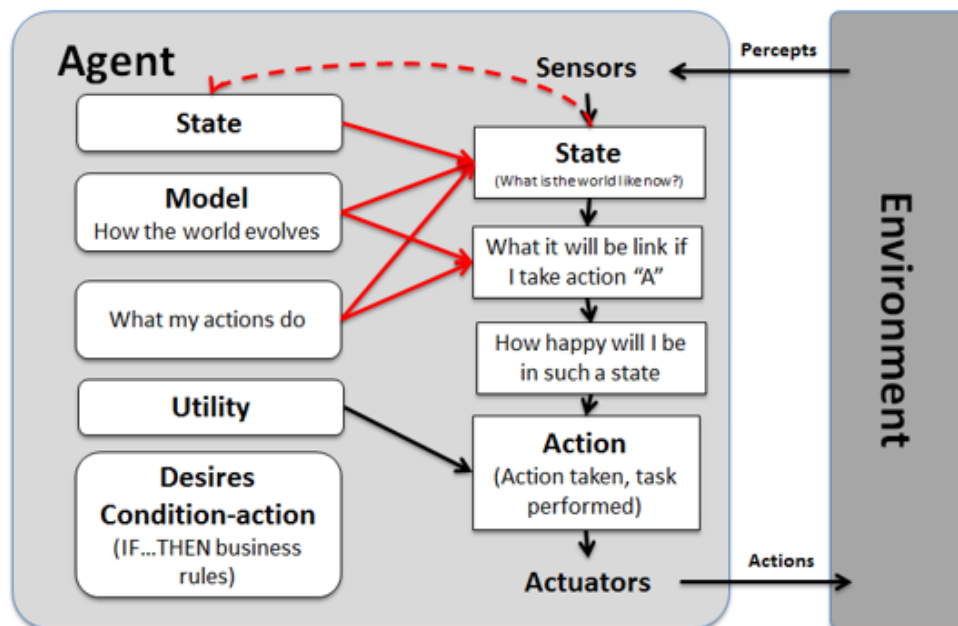 Agent
State
Model
How the world evolves
What my actions do
Utility
Desires
Condition-action
(IF...THEN business
rules)
Sensors
State
(What is the world like now?)
What it will be link if
I take action “A”
How happy will I be
in such a state
Action
(Action taken, task
performed)
Actuators
Percepts
Actions
Environment